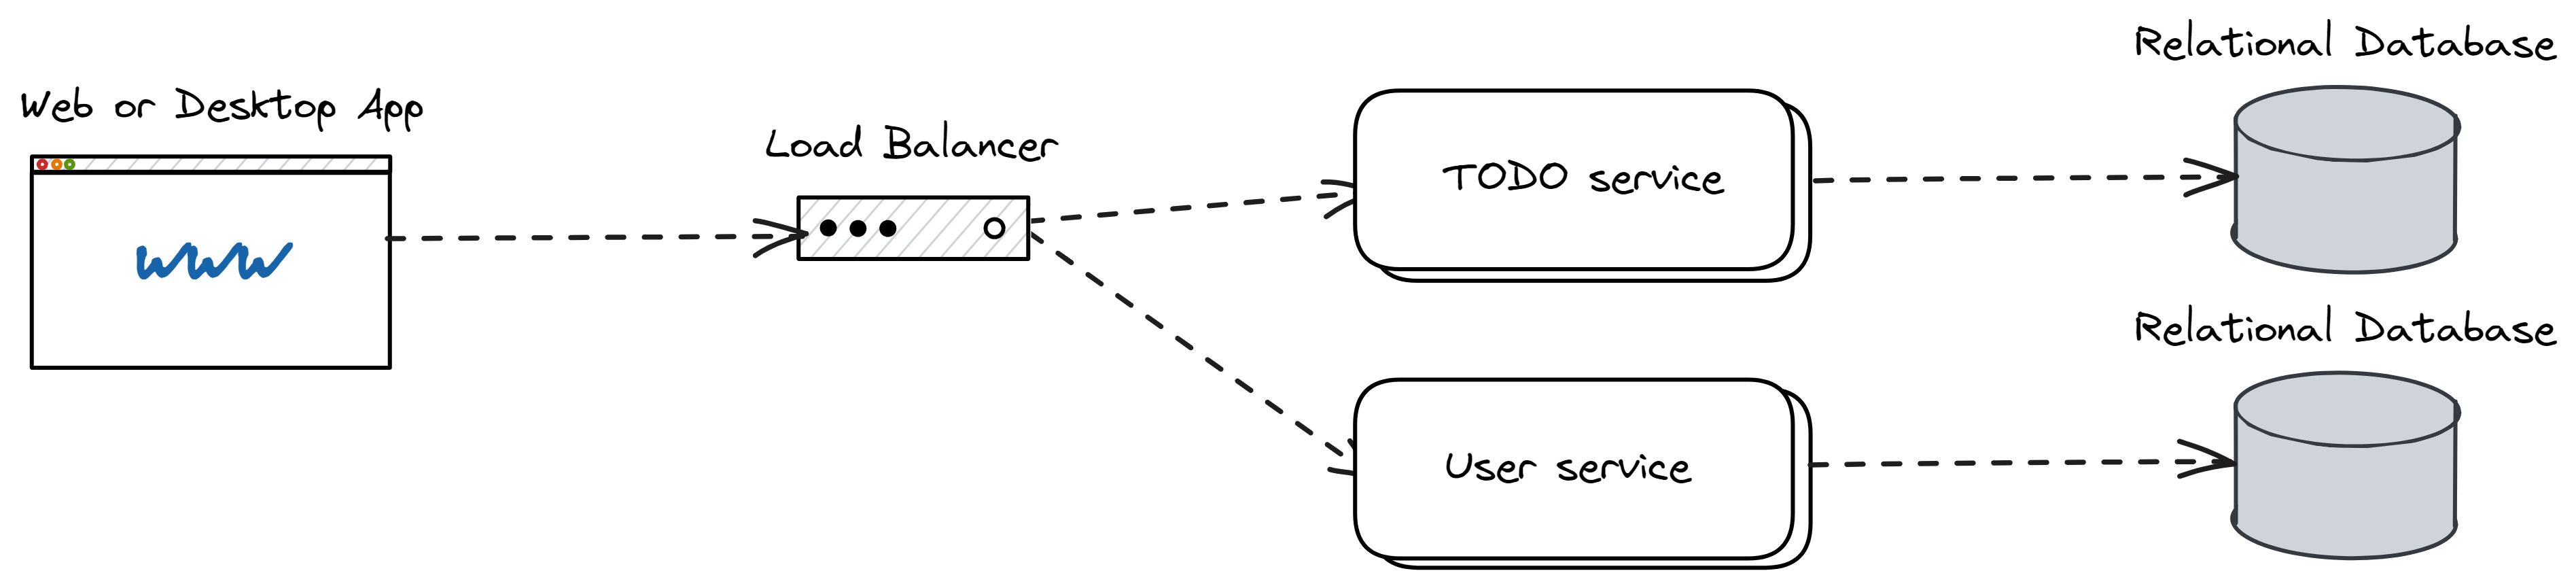 Web or Desktop App
www
Load Balancer
TODO service
Relational Database
User service
Relational Database